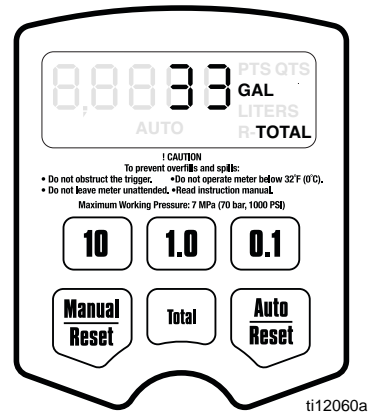 8,88833 PTS QTS
GAL
LITERS
AUTO R-TOTAL
! CAUTION
To prevent overfills and spills:
• Do not obstruct the trigger. •Do not operate meter below 32˚F (0˚C).
• Do not leave meter unattended. •Read instruction manual.
Maximum Working Pressure: 7 MPa (70 bar, 1000 PSI)
10 1.0 0.1
Manual Total Auto
Reset Reset
ti12060a